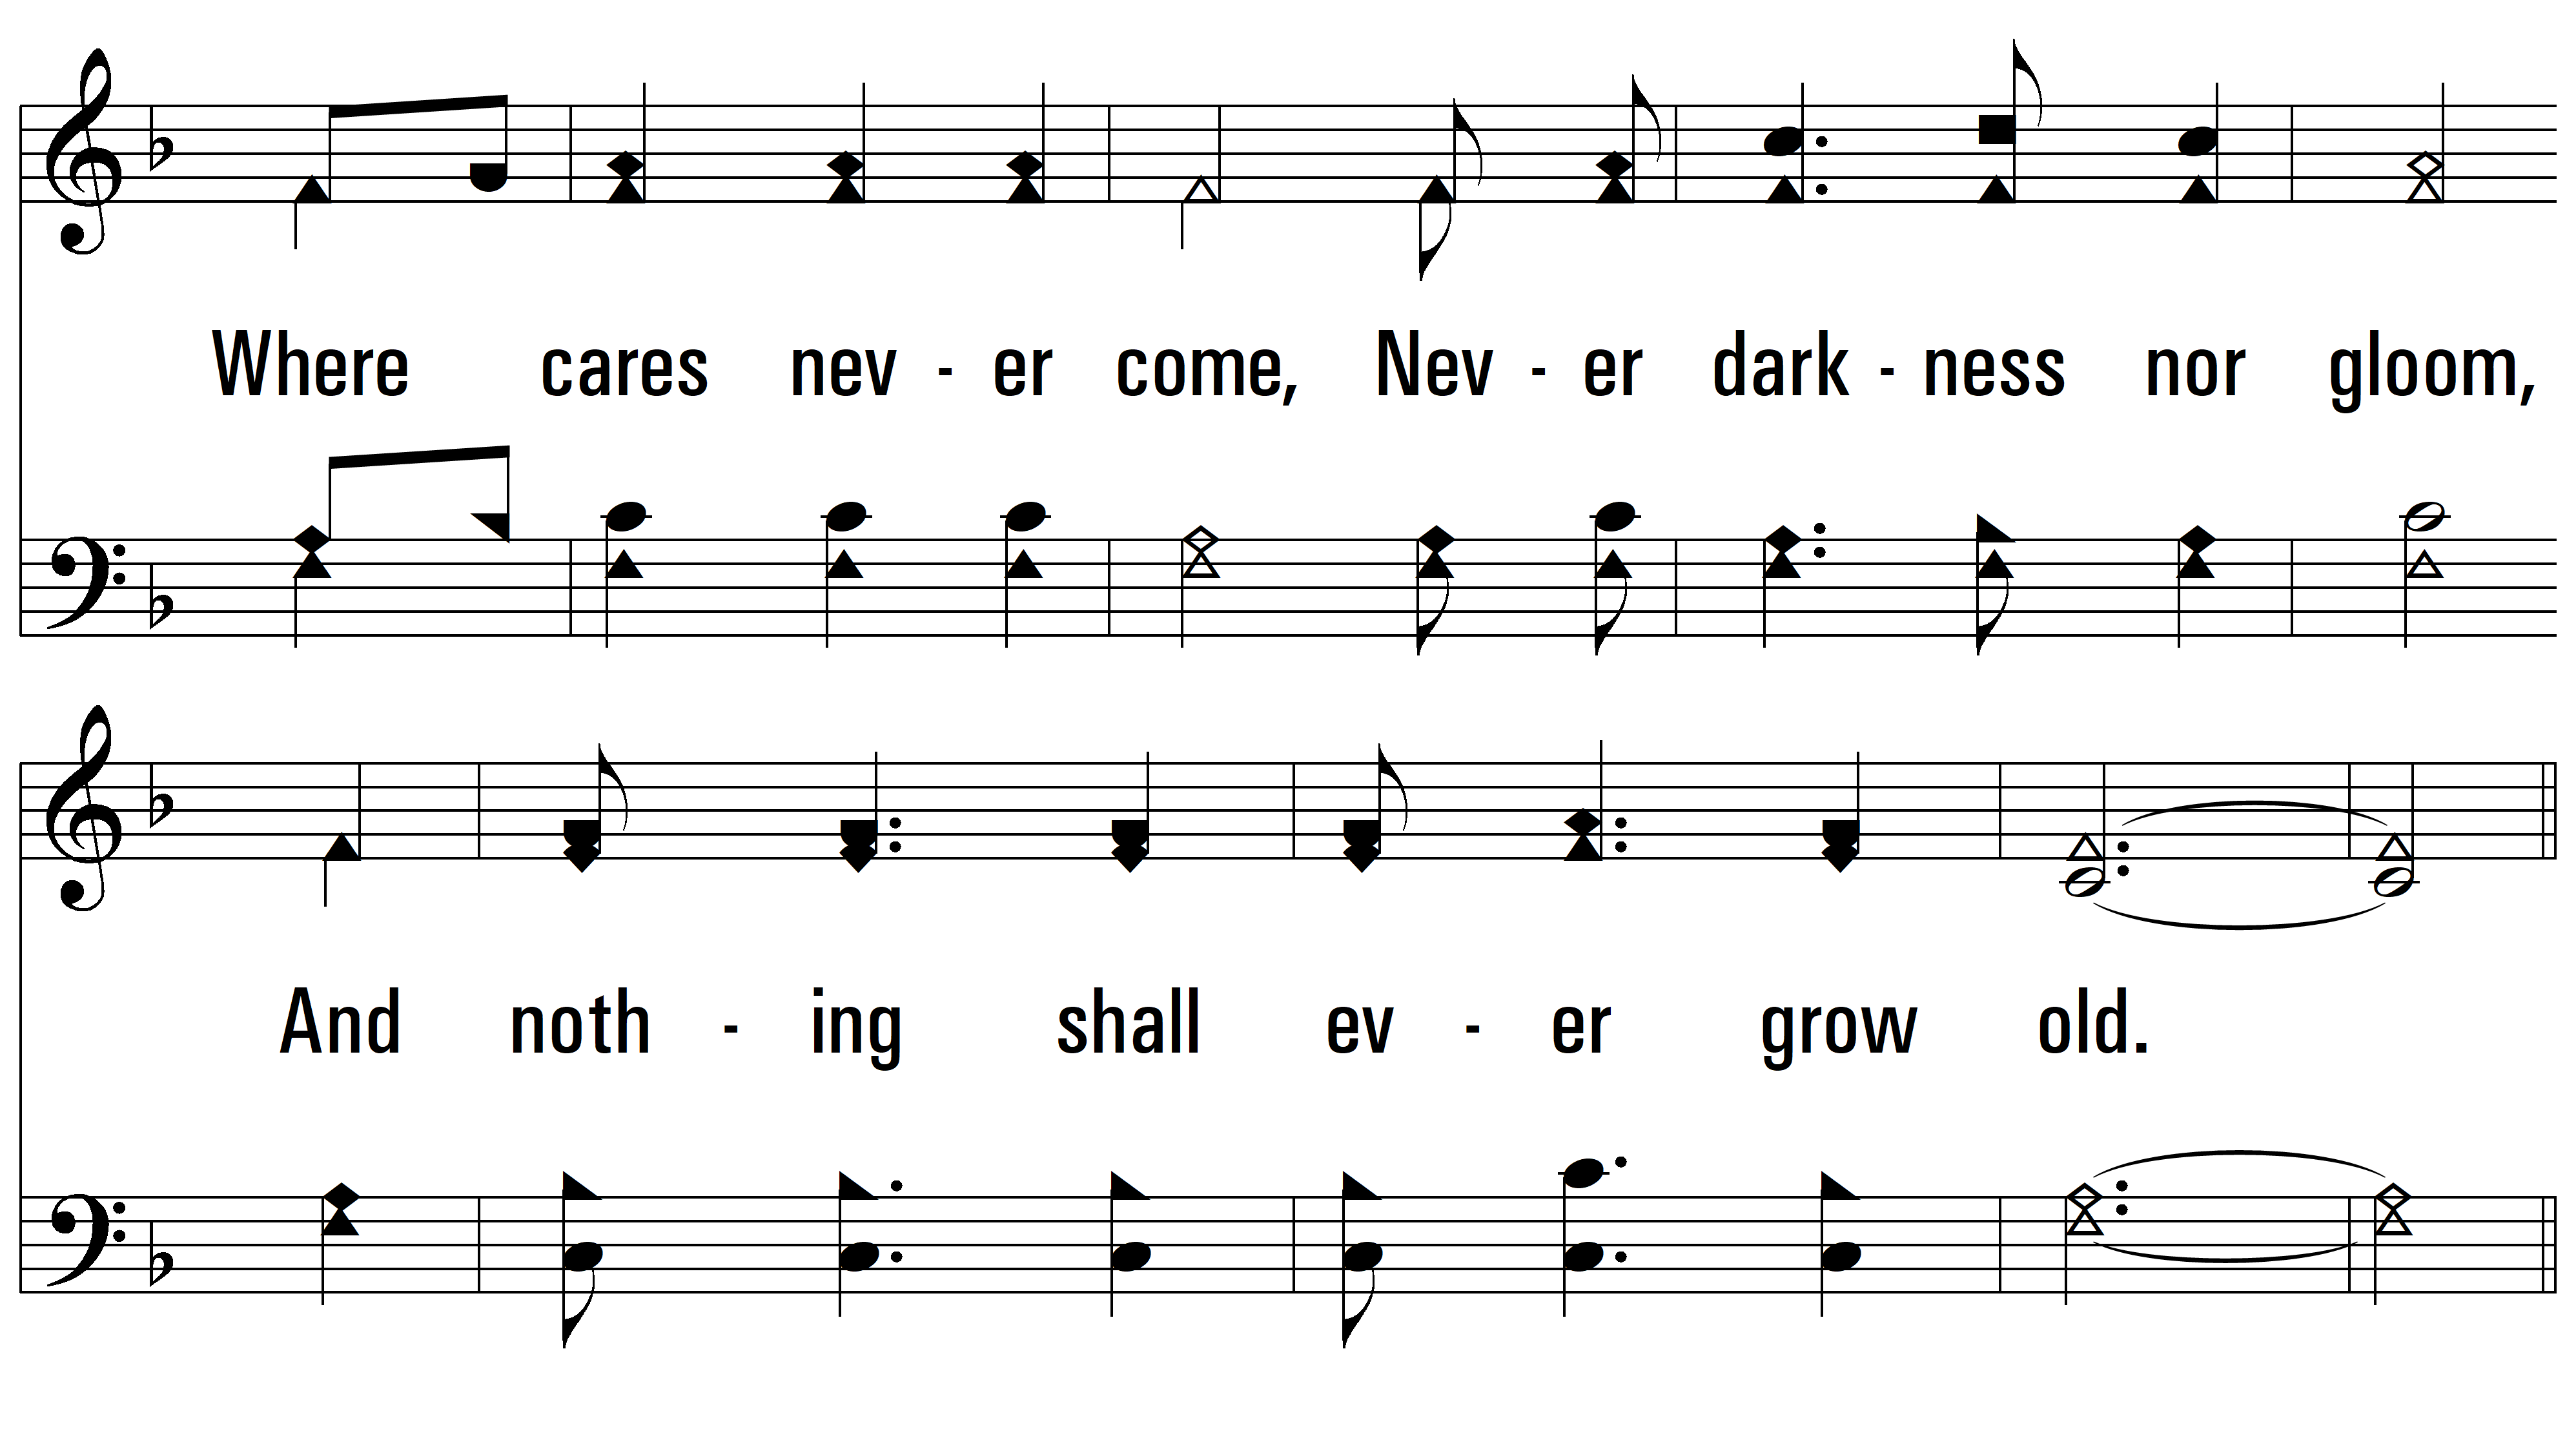 Where cares nev - er come, Nev - er dark - ness nor gloom,
And noth - ing shall ev - er grow old.